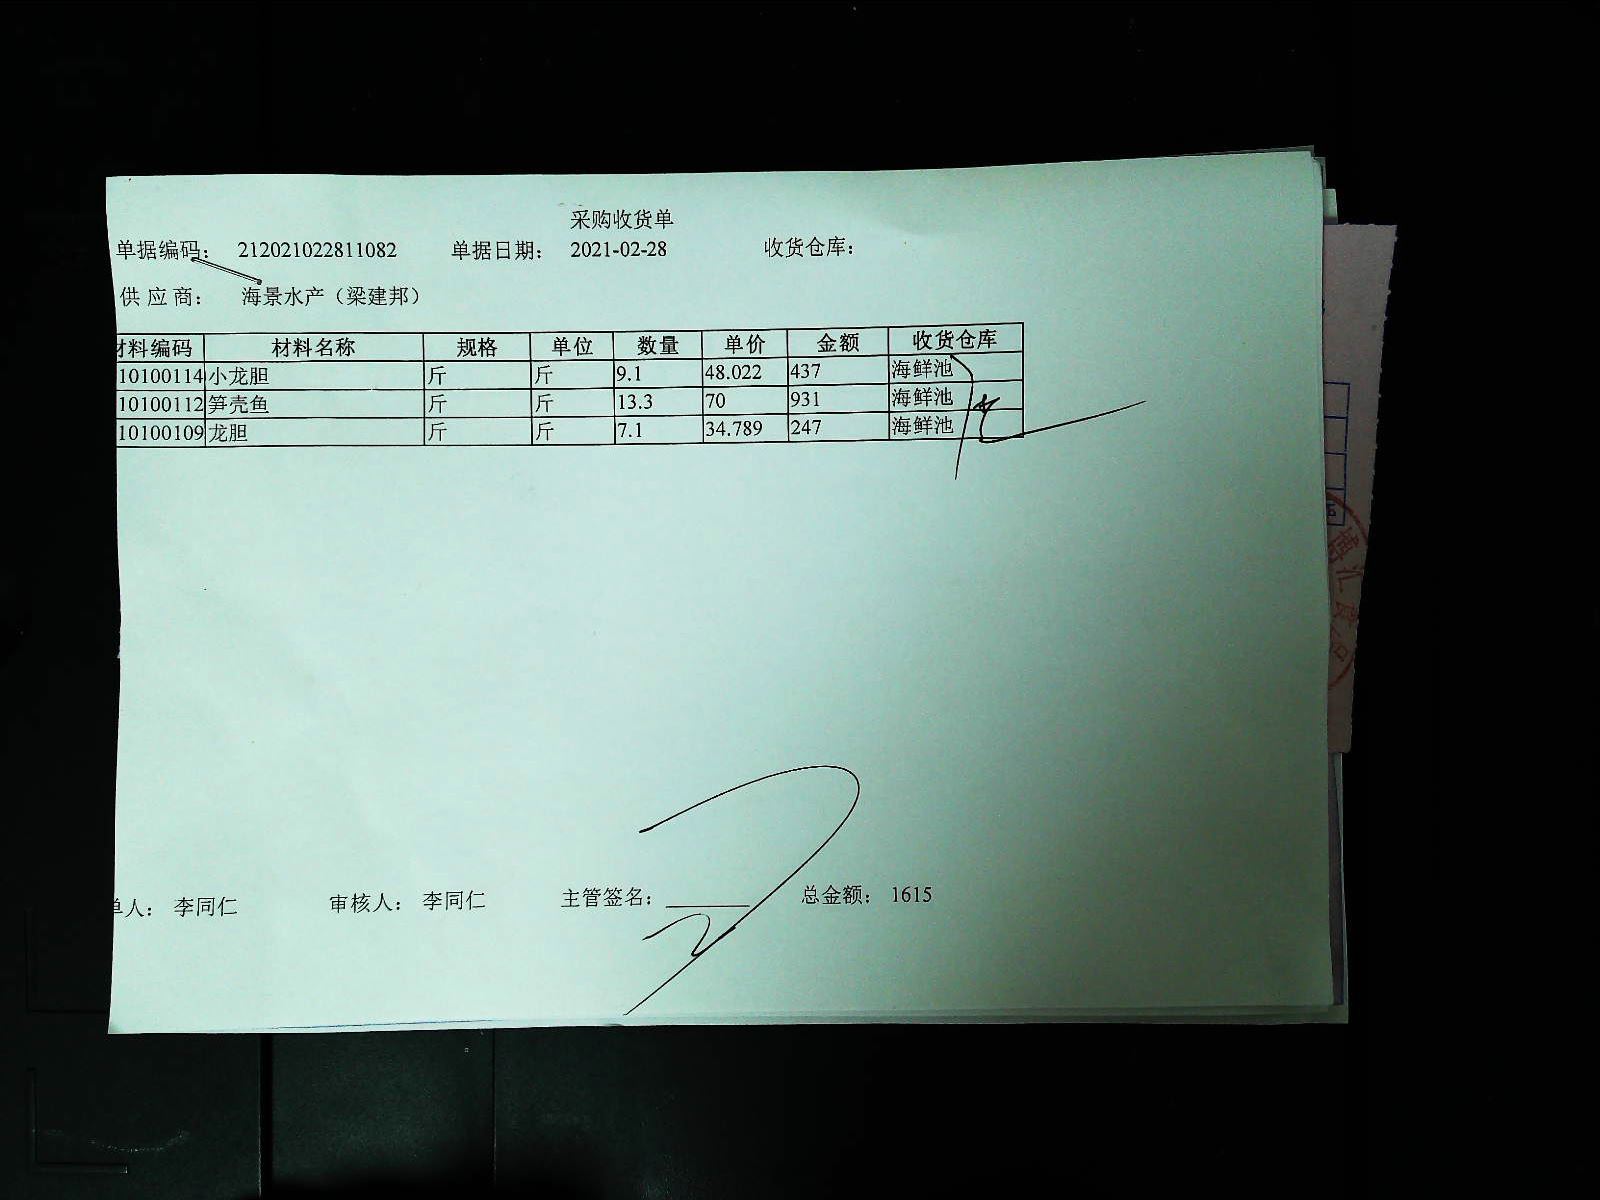 采购收货单
单据编码： 212021022811082 单据日期： 2021-02-28 收货仓库：
供 应 商： 海景水产（梁建邦）
材料编码 材料名称 规格 单位 数量 单价 金额 收货仓库
10100114 小龙胆 斤 斤 9.1 48.022 437 海鲜池
10100112 笋壳鱼 斤 斤 13.3 70 931 海鲜池
10100109 龙胆 斤 斤 7.1 34.789 247 海鲜池
单人： 李同仁 审核人： 李同仁 主管签名： 总金额： 1615